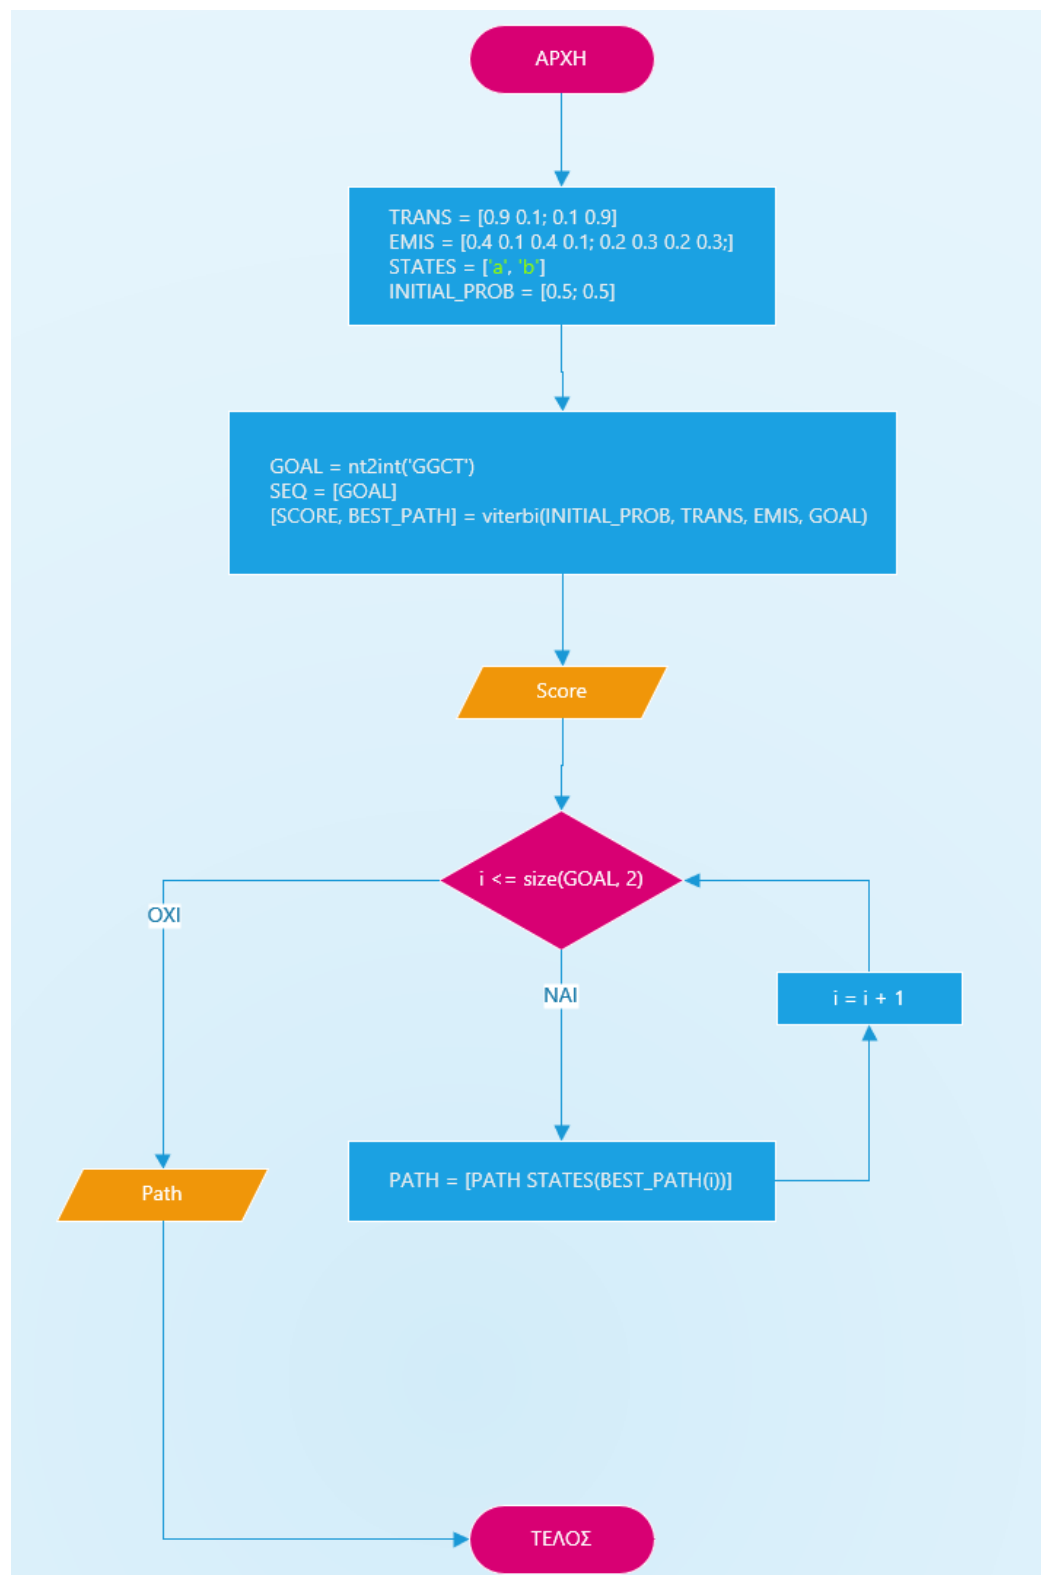 ΑΡΧΗ
TRANS = [0.9 0.1; 0.1 0.9]
EMIS = [0.4 0.1 0.4 0.1; 0.2 0.3 0.2 0.3;]
STATES = ['a', 'b']
INITIAL_PROB = [0.5; 0.5]
GOAL = nt2int('GGCT')
SEQ = [GOAL]
[SCORE, BEST_PATH] = viterbi(INITIAL_PROB, TRANS, EMIS, GOAL)
Score
i <= size(GOAL, 2)
ΟΧΙ
ΝΑΙ
i = i + 1
PATH = [PATH STATES(BEST_PATH(i))]
Path
ΤΕΛΟΣ